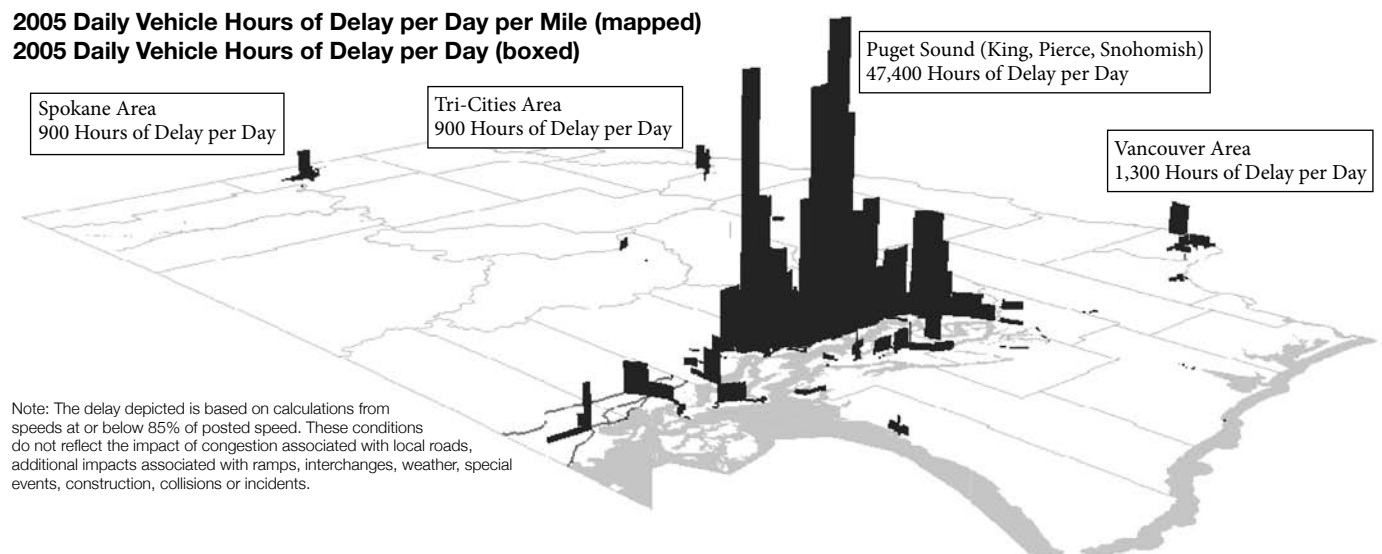 2005 Daily Vehicle Hours of Delay per Day per Mile (mapped)
2005 Daily Vehicle Hours of Delay per Day (boxed)
Spokane Area
900 Hours of Delay per Day
Tri-Cities Area
900 Hours of Delay per Day
Puget Sound (King, Pierce, Snohomish)
47,400 Hours of Delay per Day
Vancouver Area
1,300 Hours of Delay per Day
Note: The delay depicted is based on calculations from
speeds at or below 85% of posted speed. These conditions
do not reflect the impact of congestion associated with local roads,
additional impacts associated with ramps, interchanges, weather, special
events, construction, collisions or incidents.